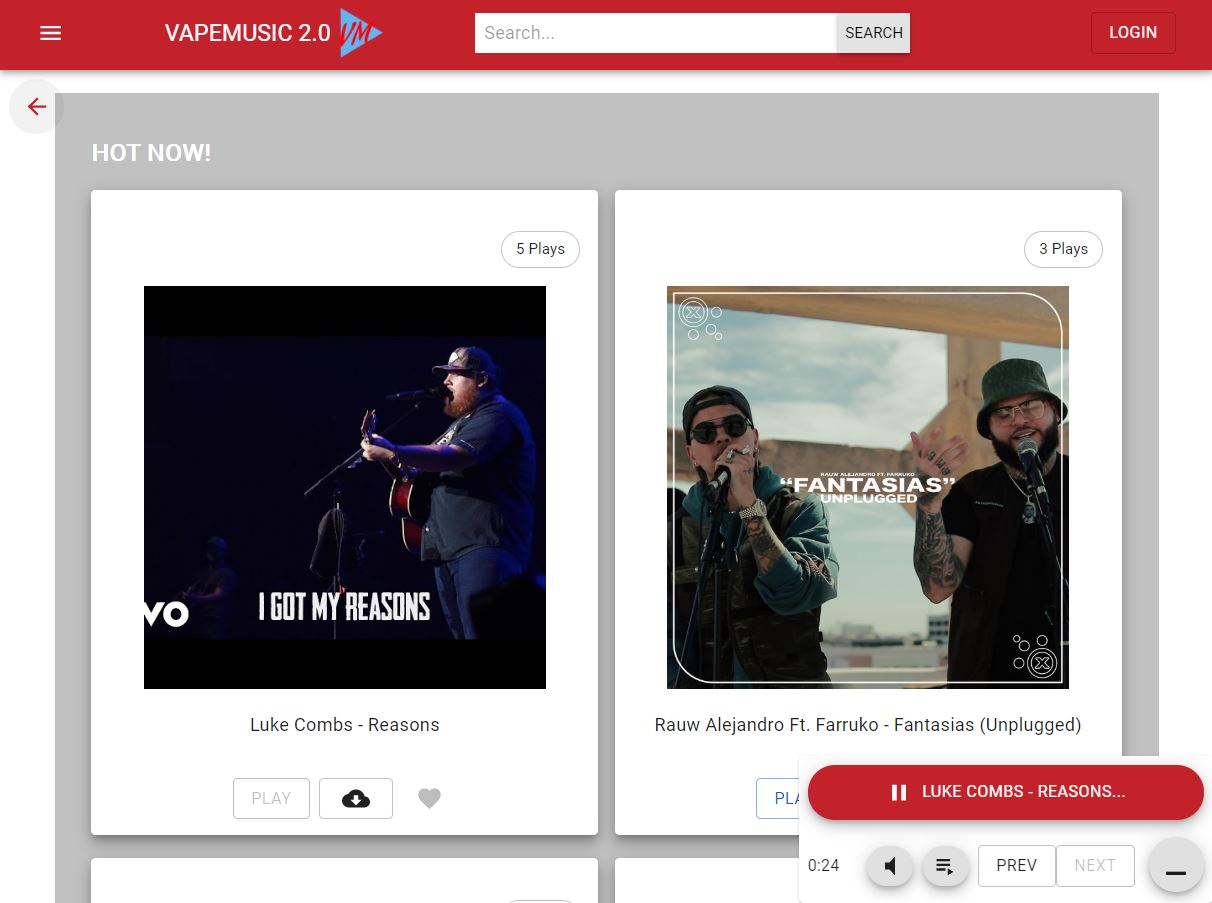 VAPEMUSIC 2.0 VM
Search...
SEARCH
LOGIN
HOT NOW!
5 Plays
3 Plays
RAUW ALEJANDRO FT. FARRUKO
“FANTASIAS”
UNPLUGGED
I GOT MY REASONS
VO
Luke Combs - Reasons
Rauw Alejandro Ft. Farruko - Fantasias (Unplugged)
PLAY
PLA
LUKE COMBS - REASONS...
0:24
PREV
NEXT